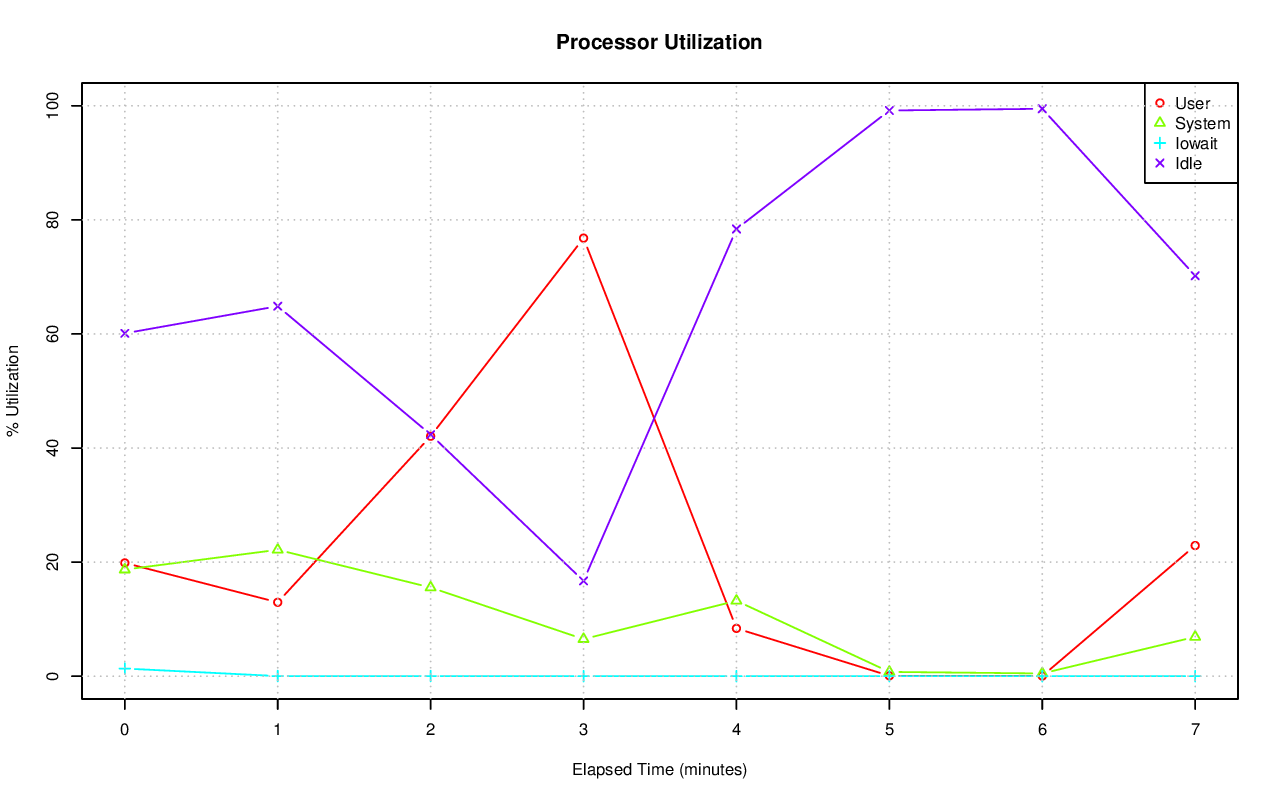 Processor Utilization
User
System
Iowait
Idle
% Utilization
100
80
60
40
20
0
0 1 2 3 4 5 6 7
Elapsed Time (minutes)